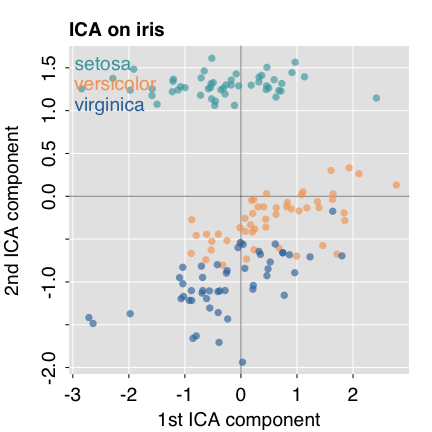 ICA on iris
setosa
versicolor
virginica
1.5
1.0
0.5
0.0
-1.0
-2.0
2nd ICA component
-3 -2 -1 0 1 2
1st ICA component